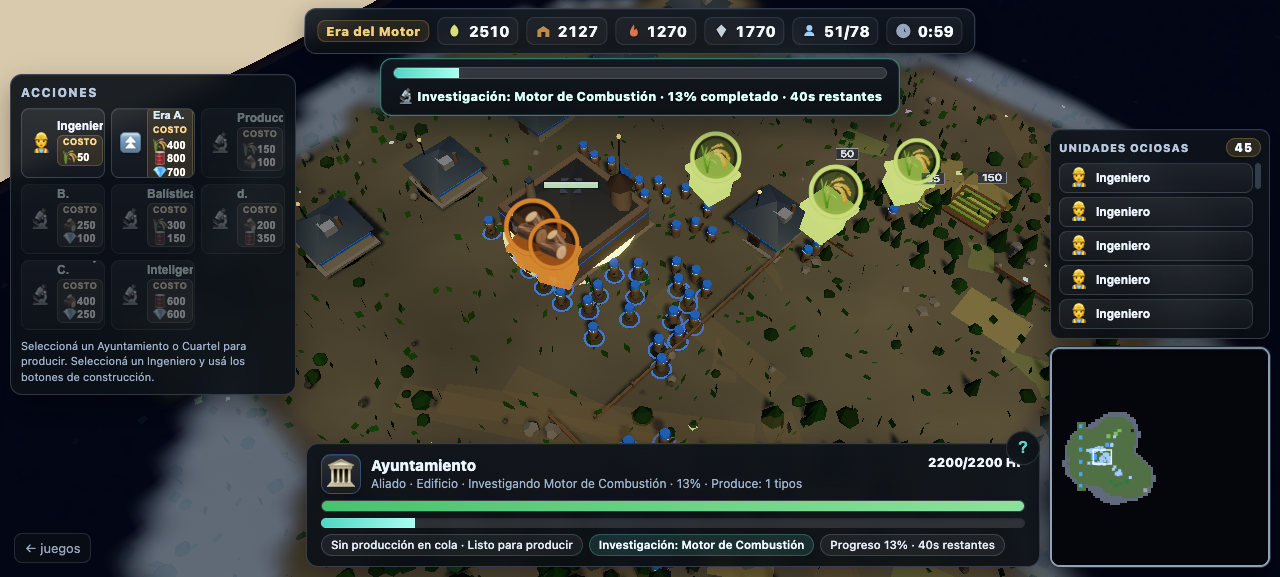 Era del Motor 2510 2127 1270 1770 51/78 0:59
Investigación: Motor de Combustión · 13% completado · 40s restantes
ACCIONES
Ingenier
COSTO
50
Era A.
COSTO
400
800
700
Producc
COSTO
150
100
B.
COSTO
250
100
Balística
COSTO
300
150
d.
COSTO
200
350
C.
COSTO
400
250
Inteliger
COSTO
600
600
Seleccioná un Ayuntamiento o Cuartel para
producir. Seleccioná un Ingeniero y usá los
botones de construcción.
50
150
UNIDADES OCIOSAS 45
Ingeniero
Ingeniero
Ingeniero
Ingeniero
Ingeniero
?
Ayuntamiento
2200/2200
Aliado · Edificio · Investigando Motor de Combustión · 13% · Produce: 1 tipos
Sin producción en cola · Listo para producir
Investigación: Motor de Combustión
Progreso 13% · 40s restantes
← juegos